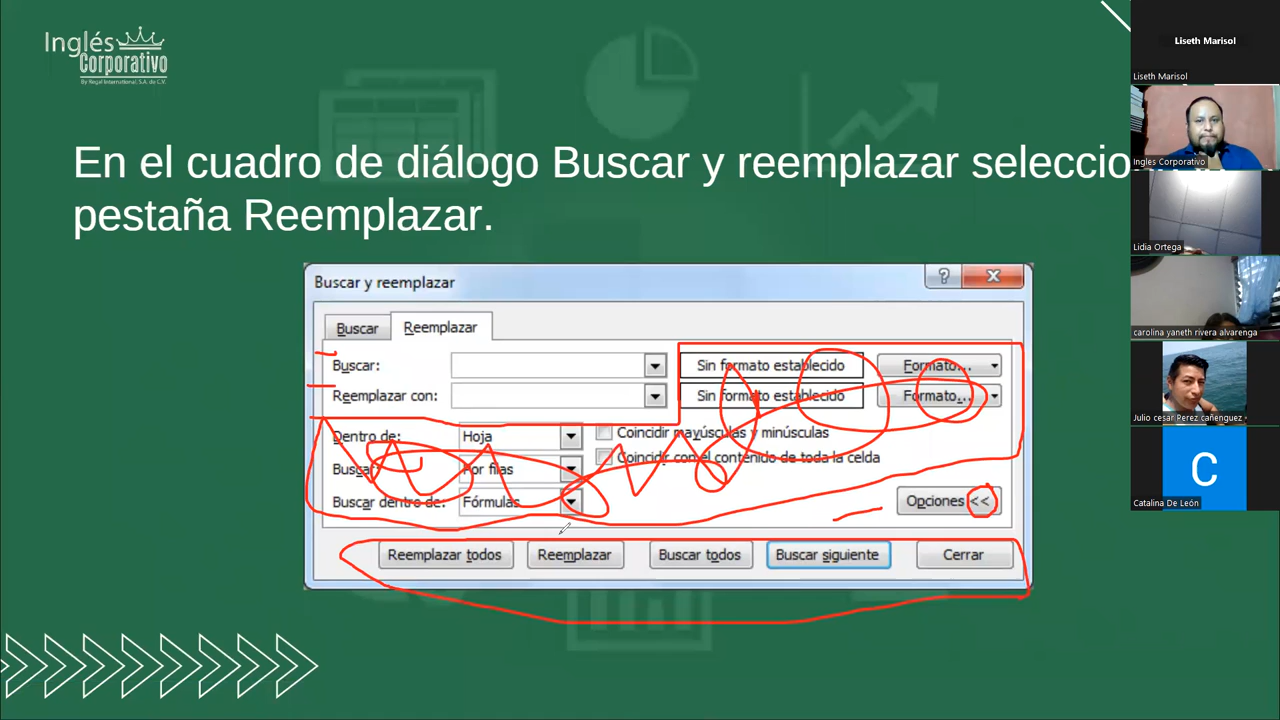 Inglés
Corporativo
By Regal International, S.A. de C.V.
En el cuadro de diálogo Buscar y reemplazar seleccio
pestaña Reemplazar.
Buscar y reemplazar
?
Buscar
Reemplazar
Buscar:
Sin formato establecido
Formato...
Reemplazar con:
Sin formato establecido
Formato...
Dentro de:
Hoja
Coincidir mayúsculas y minúsculas
Buscar:
Por filas
Coincidir con el contenido de toda la celda
Buscar dentro de:
Fórmulas
Opciones <<
Reemplazar todos
Reemplazar
Buscar todos
Buscar siguiente
Cerrar
Liseth Marisol
Liseth Marisol
Ingles Corporativo
Lidia Ortega
carolina yaneth rivera alvarenga
Julio cesar Perez cañenguez
C
Catalina De León